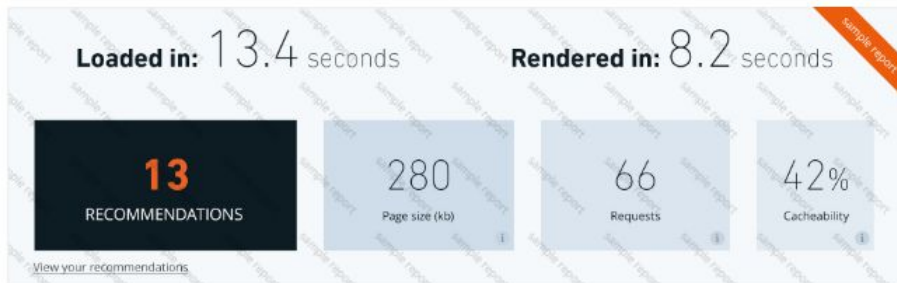 Loaded in: 13.4 seconds
Rendered in: 8.2 seconds
sample report
13
RECOMMENDATIONS
280
Page size (kb)
i
66
Requests
i
42%
Cacheability
i
View your recommendations